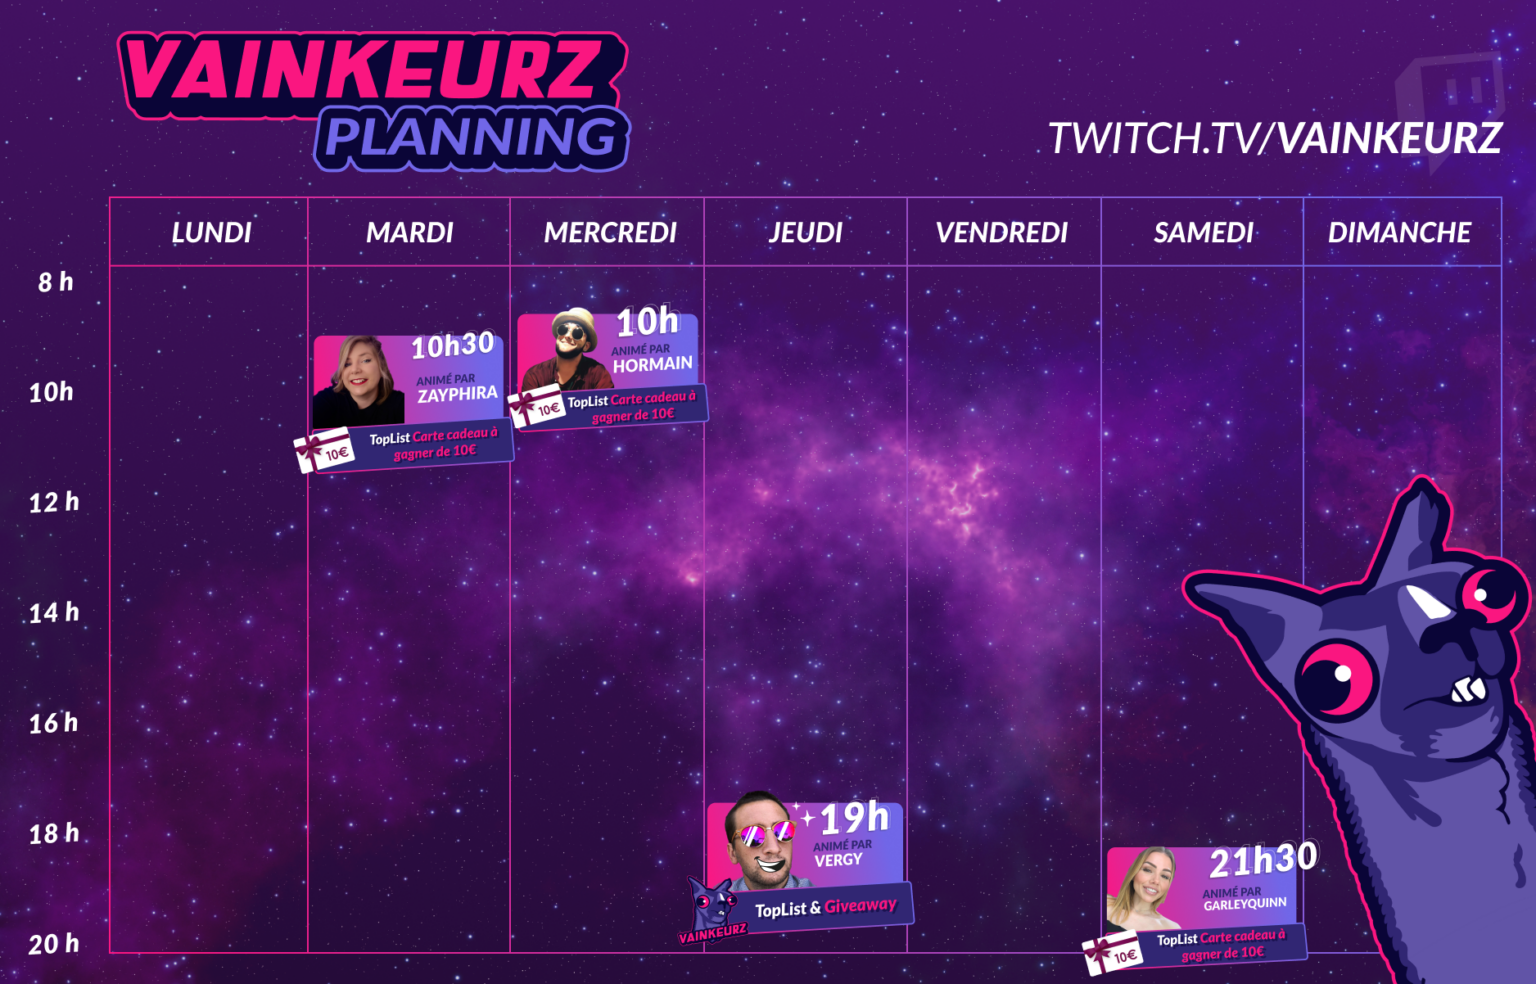 VAINKEURZ
PLANNING
TWITCH.TV/VAINKEURZ
LUNDI
MARDI
MERCREDI
JEUDI
VENDREDI
SAMEDI
DIMANCHE
8 h
10h
12 h
14 h
16 h
18 h
20 h
10h30
ANIMÉ PAR
ZAYPHIRA
10€
TopList Carte cadeau à
gagner de 10€
10h
ANIMÉ PAR
HORMAIN
10€
TopList Carte cadeau à
gagner de 10€
19h
ANIMÉ PAR
VERGY
VAINKEURZ
TopList & Giveaway
21h30
ANIMÉ PAR
GARLEYQUINN
10€
TopList Carte cadeau à
gagner de 10€